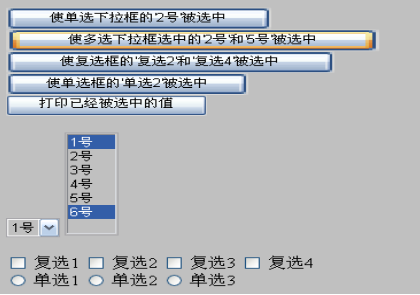 使单选下拉框的'2号'被选中
使多选下拉框选中的'2号'和'5号'被选中
使复选框的'复选2'和'复选4'被选中
使单选框的'单选2'被选中
打印已经被选中的值
1号
2号
3号
4号
5号
6号
1号
复选1 复选2 复选3 复选4
单选1 单选2 单选3